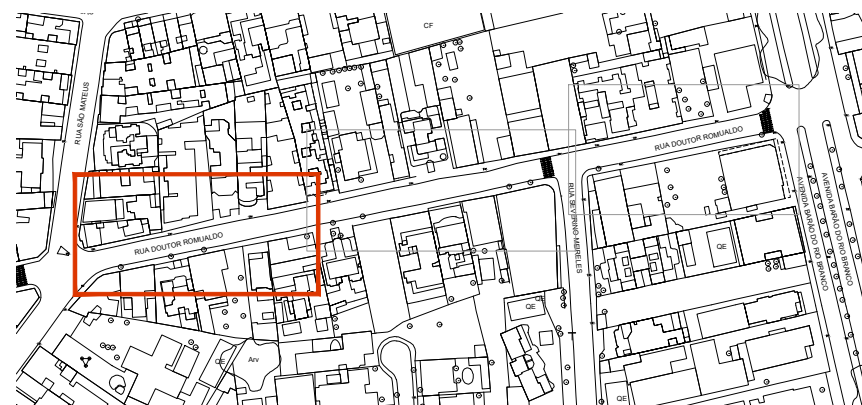 CF
RUA SÃO MATEUS
RUA DOUTOR ROMUALDO
RUA DOUTOR ROMUALDO
RUA SEVERINO MEIRELES
AVENIDA BARÃO DO RIO BRANCO
AVENIDA BARÃO DO RIO BRANCO
QE
QE
QE
QE
Arv
QE